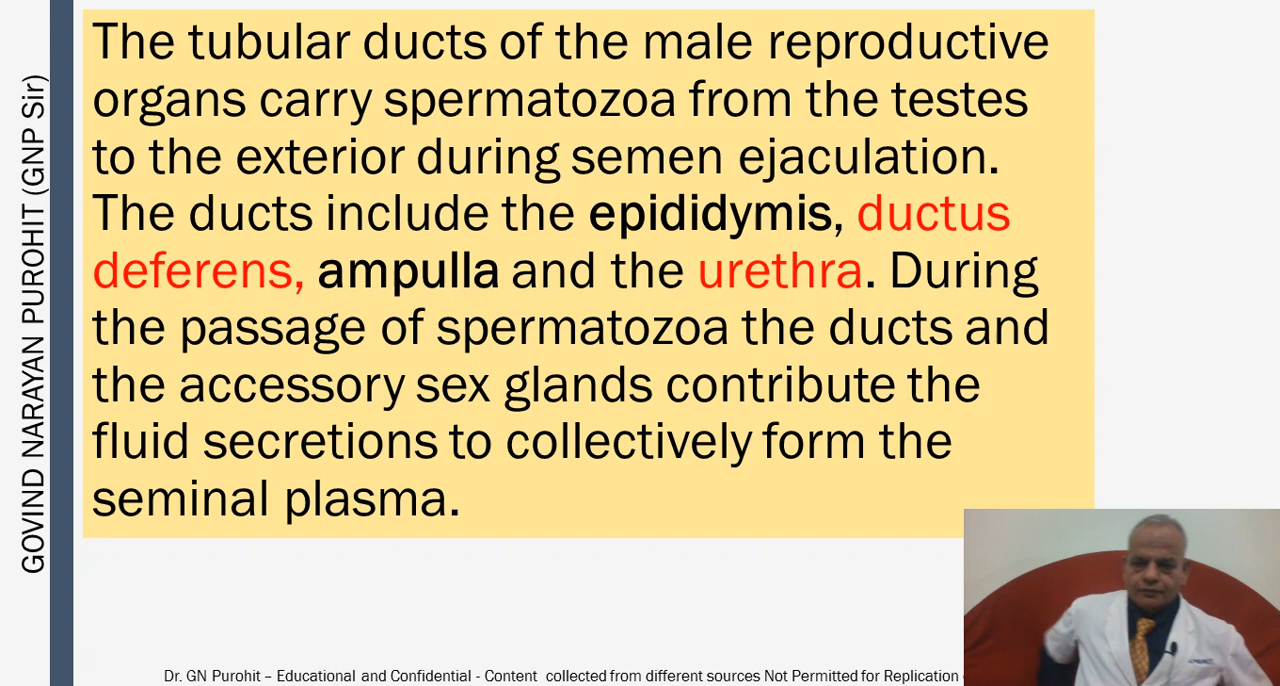 GOVIND NARAYAN PUROHIT (GNP Sir)
The tubular ducts of the male reproductive
organs carry spermatozoa from the testes
to the exterior during semen ejaculation.
The ducts include the epididymis, ductus
deferens, ampulla and the urethra. During
the passage of spermatozoa the ducts and
the accessory sex glands contribute the
fluid secretions to collectively form the
seminal plasma.
Dr. GN Purohit – Educational and Confidential - Content collected from different sources Not Permitted for Replication